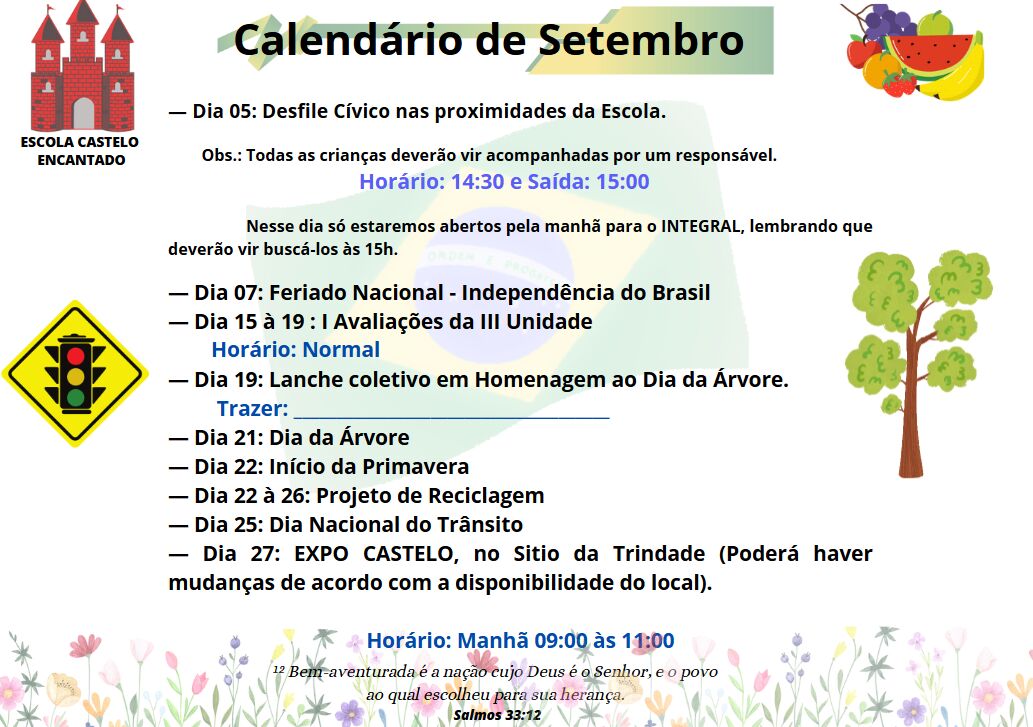 Calendário de Setembro
ESCOLA CASTELO
ENCANTADO
— Dia 05: Desfile Cívico nas proximidades da Escola.
Obs.: Todas as crianças deverão vir acompanhadas por um responsável.
Horário: 14:30 e Saída: 15:00
Nesse dia só estaremos abertos pela manhã para o INTEGRAL, lembrando que
deverão vir buscá-los às 15h.
— Dia 07: Feriado Nacional - Independência do Brasil
— Dia 15 à 19 : I Avaliações da III Unidade
Horário: Normal
— Dia 19: Lanche coletivo em Homenagem ao Dia da Árvore.
Trazer: ______________________________
— Dia 21: Dia da Árvore
— Dia 22: Início da Primavera
— Dia 22 à 26: Projeto de Reciclagem
— Dia 25: Dia Nacional do Trânsito
— Dia 27: EXPO CASTELO, no Sitio da Trindade (Poderá haver
mudanças de acordo com a disponibilidade do local).
Horário: Manhã 09:00 às 11:00
¹² Bem-aventurada é a nação cujo Deus é o Senhor, e o povo
ao qual escolheu para sua herança.
Salmos 33:12